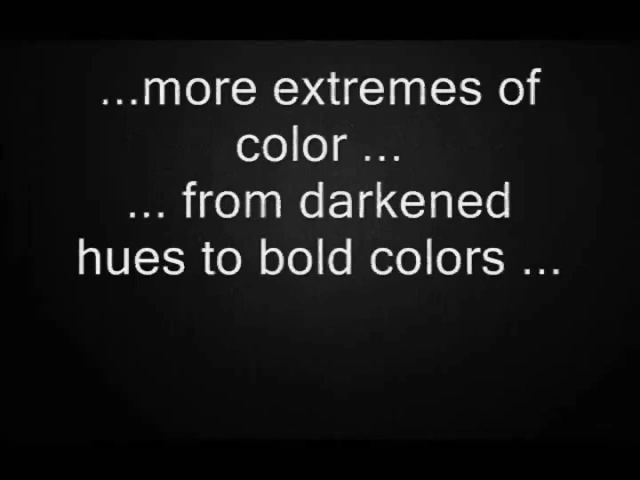 ...more extremes of
color ...
... from darkened
hues to bold colors ...